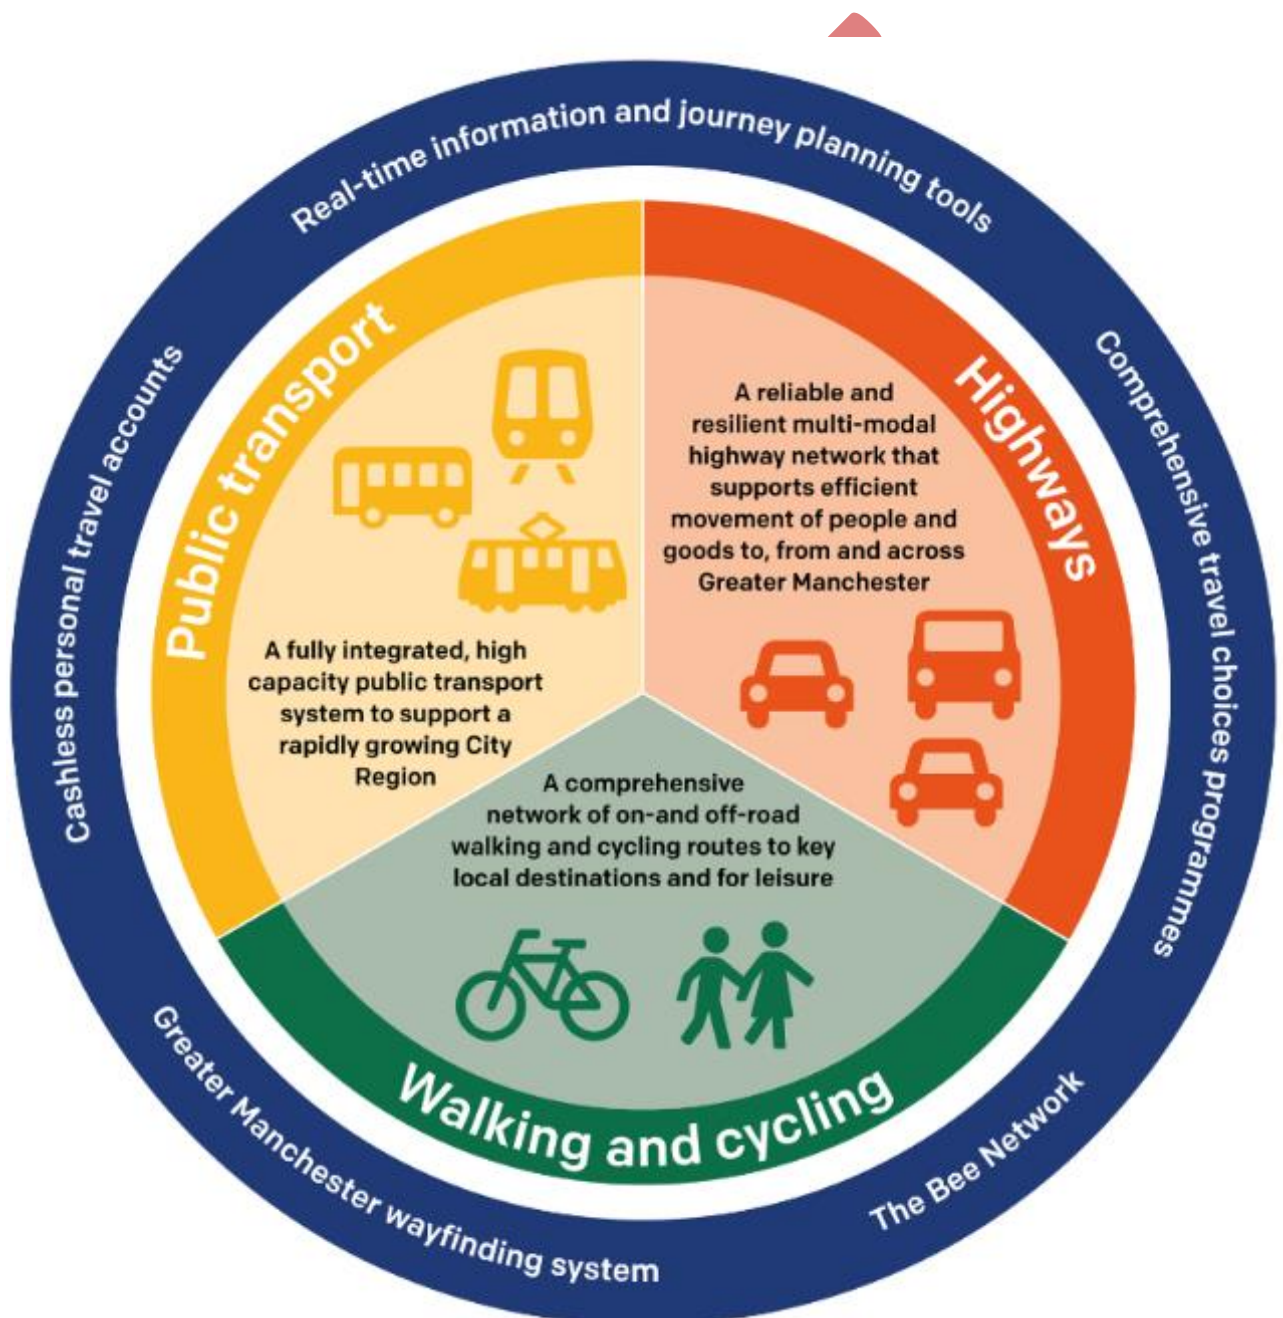 Real-time information and journey planning tools
Comprehensive travel choices programmes
The Bee Network
Greater Manchester wayfinding system
Cashless personal travel accounts
Public transport
A fully integrated, high
capacity public transport
system to support a
rapidly growing City
Region
Highways
A reliable and
resilient multi-modal
highway network that
supports efficient
movement of people and
goods to, from and across
Greater Manchester
A comprehensive
network of on-and off-road
walking and cycling routes to key
local destinations and for leisure
Walking and cycling